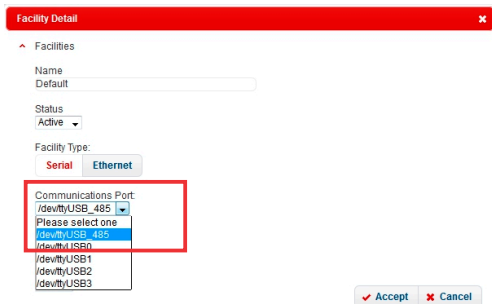 Facility Detail
Facilities
Name
Default
Status
Active
Facility Type:
Serial Ethernet
Communications Port:
/dev/ttyUSB_485
Please select one
/dev/ttyUSB_485
/dev/ttyUSB0
/dev/ttyUSB1
/dev/ttyUSB2
/dev/ttyUSB3
Accept Cancel